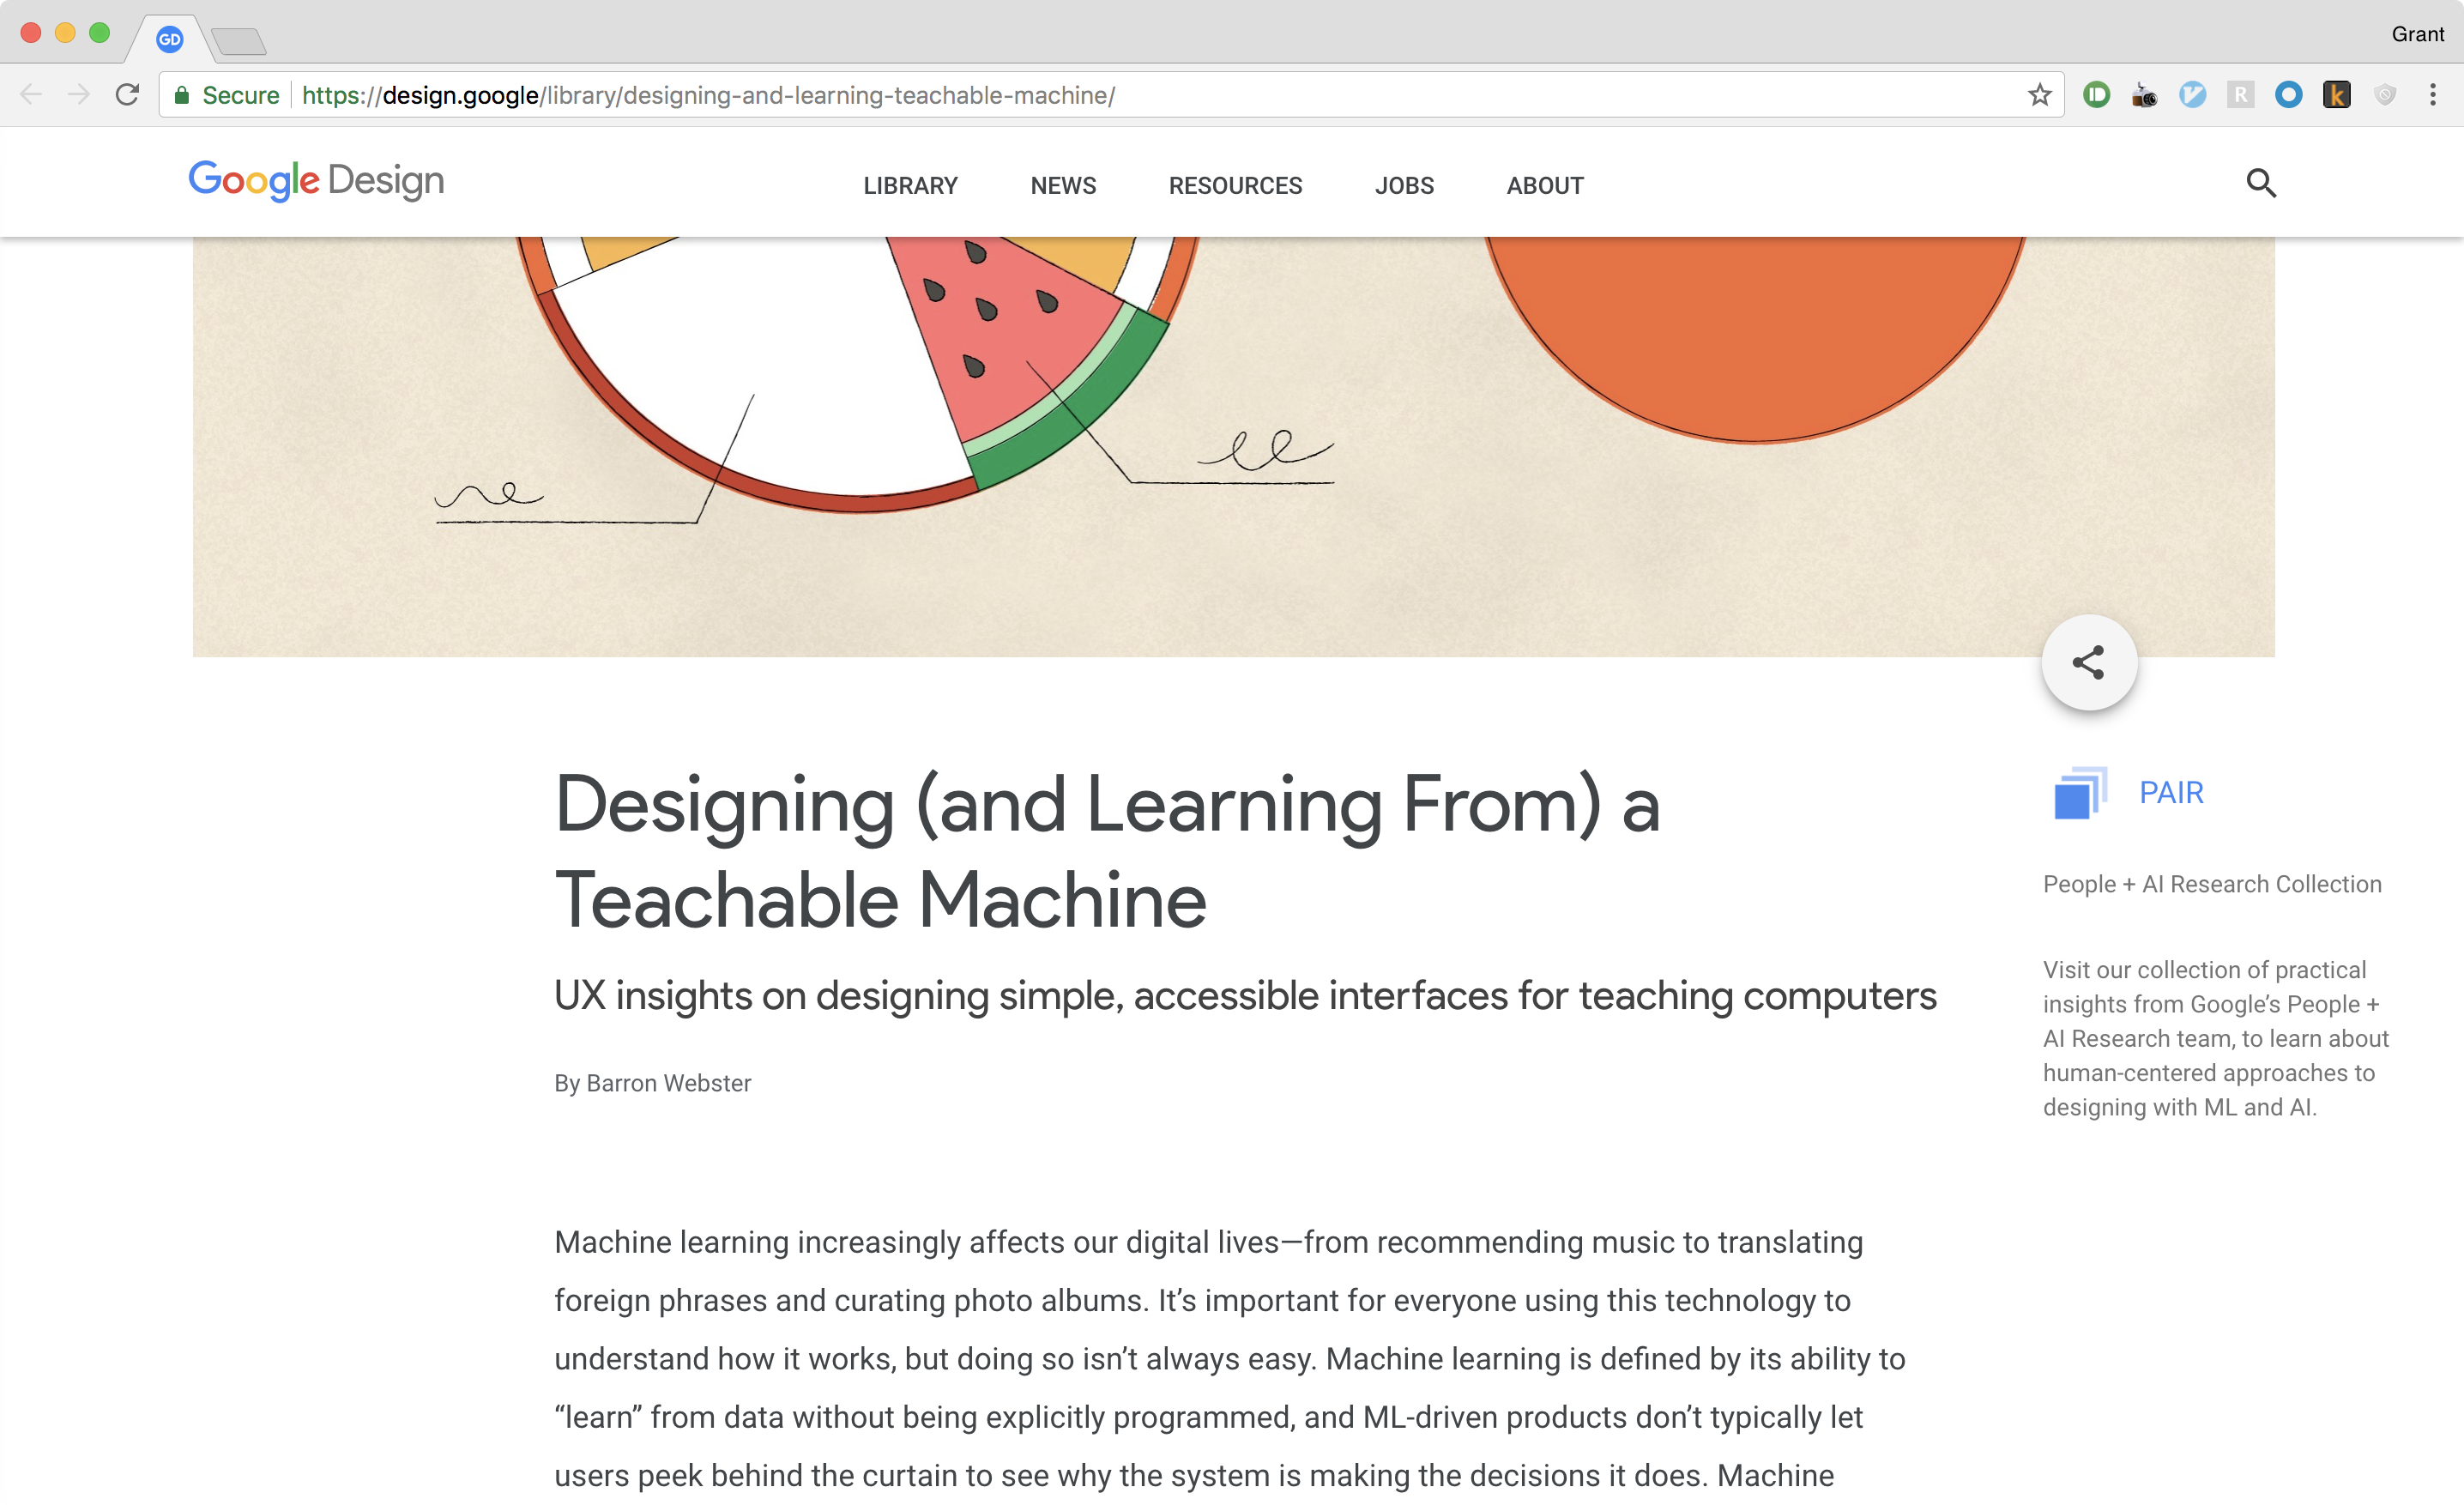 GD
Grant
Secure https://design.google/library/designing-and-learning-teachable-machine/
Google Design
LIBRARY NEWS RESOURCES JOBS ABOUT
Designing (and Learning From) a
Teachable Machine
UX insights on designing simple, accessible interfaces for teaching computers
By Barron Webster
PAIR
People + AI Research Collection
Visit our collection of practical
insights from Google’s People +
AI Research team, to learn about
human-centered approaches to
designing with ML and AI.
Machine learning increasingly affects our digital lives—from recommending music to translating
foreign phrases and curating photo albums. It’s important for everyone using this technology to
understand how it works, but doing so isn’t always easy. Machine learning is defined by its ability to
“learn” from data without being explicitly programmed, and ML-driven products don’t typically let
users peek behind the curtain to see why the system is making the decisions it does. Machine